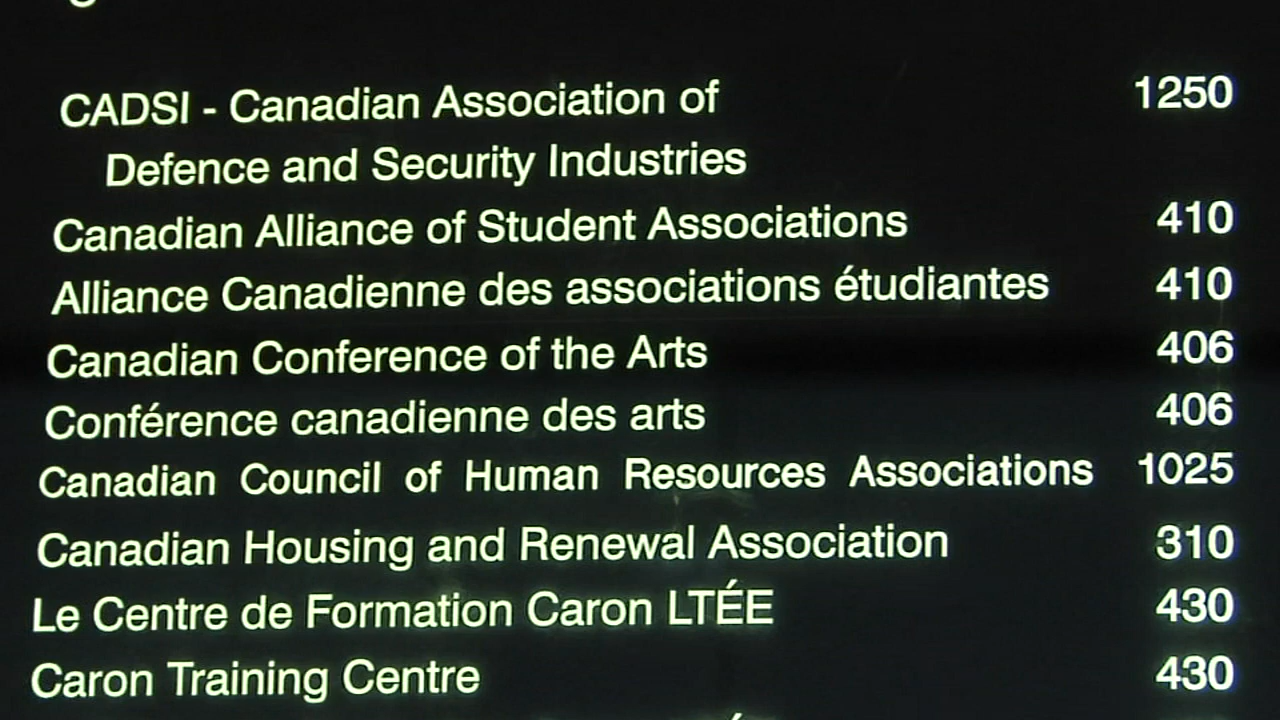 CADSI - Canadian Association of 1250
Defence and Security Industries
Canadian Alliance of Student Associations 410
Alliance Canadienne des associations étudiantes 410
Canadian Conference of the Arts 406
Conférence canadienne des arts 406
Canadian Council of Human Resources Associations 1025
Canadian Housing and Renewal Association 310
Le Centre de Formation Caron LTÉE 430
Caron Training Centre 430